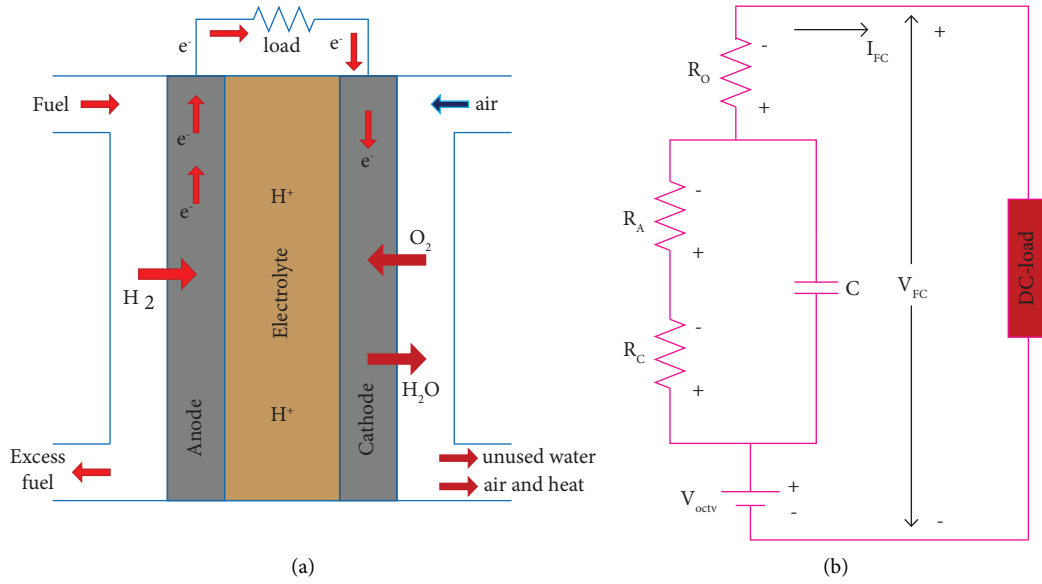 e⁻
load
e⁻
Fuel
air
e⁻
e⁻
e⁻
H⁺
O₂
H 2
Electrolyte
H₂O
Anode
H⁺
Cathode
Excess
fuel
unused water
air and heat
(a)
-
I_FC
+
R_O
+
-
R_A
+
-
R_C
+
C
V_FC
DC-load
V_octv
+
-
-
(b)